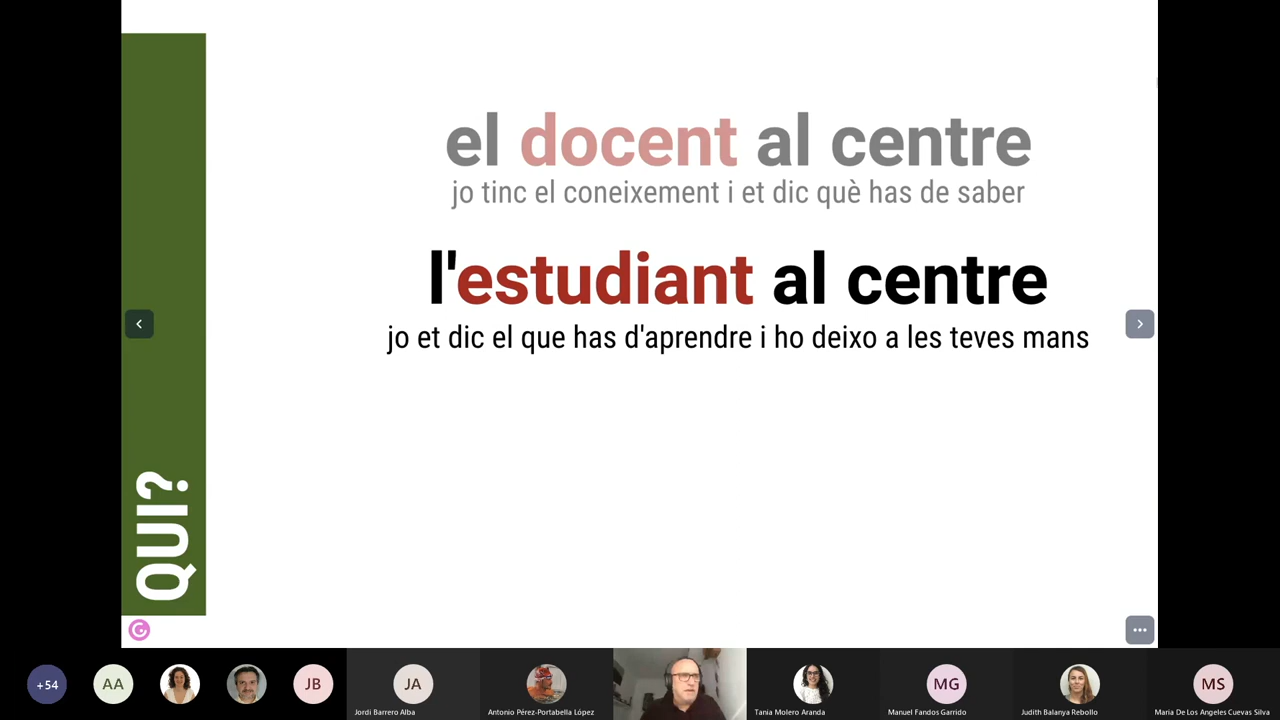 el docent al centre
jo tinc el coneixement i et dic què has de saber
l'estudiant al centre
jo et dic el que has d'aprendre i ho deixo a les teves mans
QUI?
+54
AA
JB
JA
Jordi Barrero Alba
Antonio Pérez-Portabella López
Tania Molero Aranda
MG
Manuel Fandos Garrido
Judith Balanya Rebollo
MS
Maria De Los Angeles Cuevas Silva